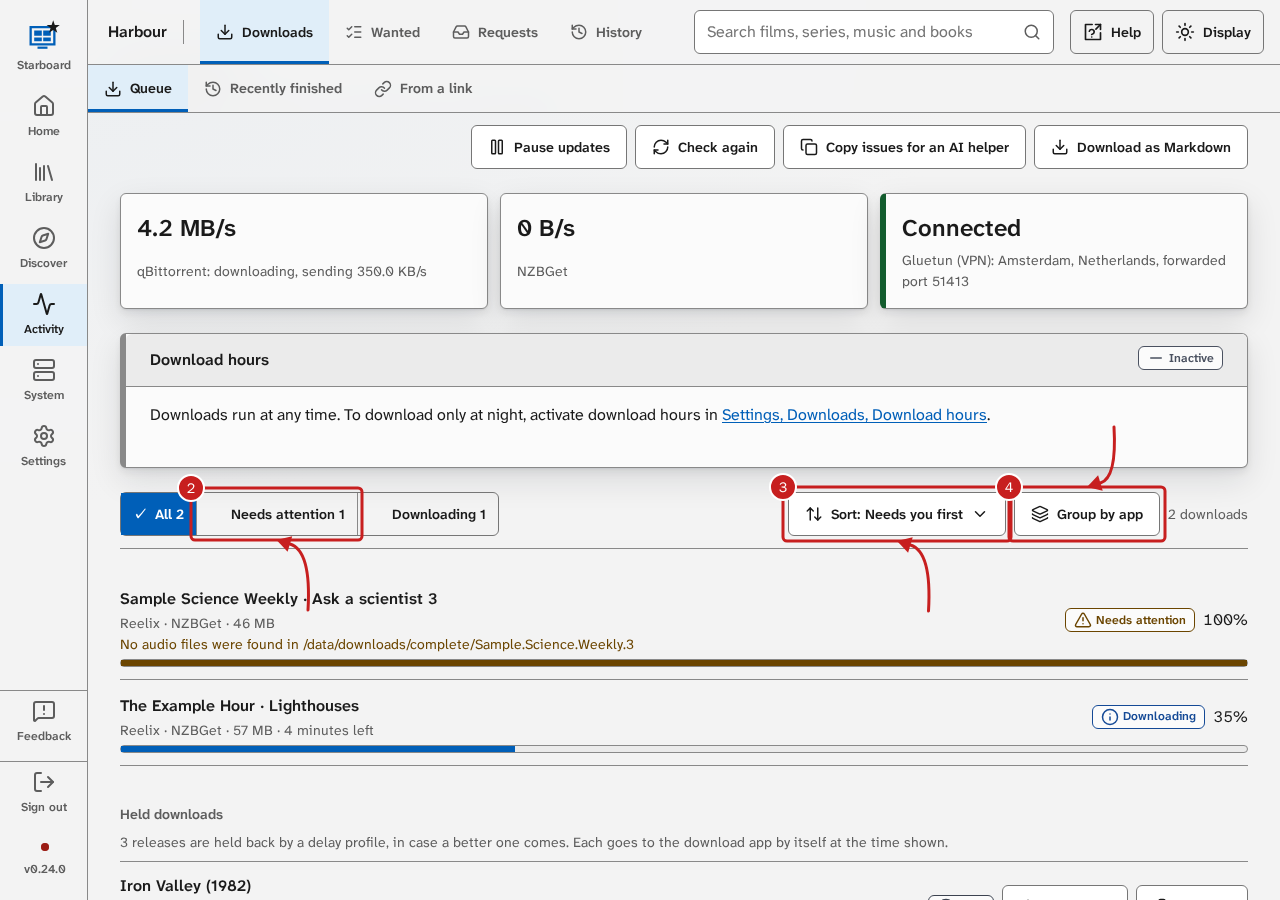 Starboard
Home
Library
Discover
Activity
System
Settings
Feedback
Sign out
v0.24.0
Harbour
Downloads
Wanted
Requests
History
Search films, series, music and books
Help
Display
Queue
Recently finished
From a link
Pause updates
Check again
Copy issues for an AI helper
Download as Markdown
4.2 MB/s
qBittorrent: downloading, sending 350.0 KB/s
0 B/s
NZBGet
Connected
Gluetun (VPN): Amsterdam, Netherlands, forwarded
port 51413
Download hours
Inactive
Downloads run at any time. To download only at night, activate download hours in Settings, Downloads, Download hours.
2
3
4
All 2
Needs attention 1
Downloading 1
Sort: Needs you first
Group by app
2 downloads
Sample Science Weekly · Ask a scientist 3
Reelix · NZBGet · 46 MB
No audio files were found in /data/downloads/complete/Sample.Science.Weekly.3
Needs attention
100%
The Example Hour · Lighthouses
Reelix · NZBGet · 57 MB · 4 minutes left
Downloading
35%
Held downloads
3 releases are held back by a delay profile, in case a better one comes. Each goes to the download app by itself at the time shown.
Iron Valley (1982)